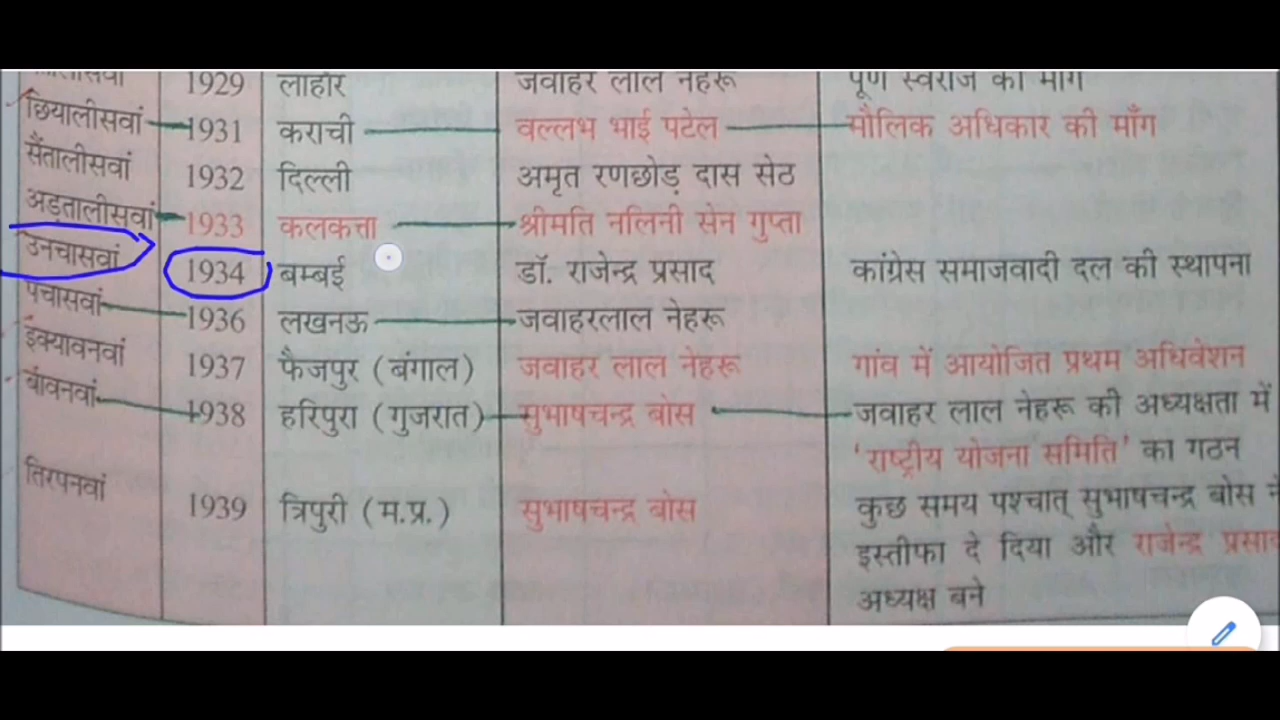 1929 लाहौर जवाहर लाल नेहरू पूर्ण स्वराज की मांग
छियालीसवां 1931 कराची वल्लभ भाई पटेल मौलिक अधिकार की माँग
सैंतालीसवां 1932 दिल्ली अमृत रणछोड़ दास सेठ
अड़तालीसवां 1933 कलकत्ता श्रीमति नलिनी सेन गुप्ता
उनचासवां 1934 बम्बई डॉ. राजेन्द्र प्रसाद कांग्रेस समाजवादी दल की स्थापना
पचासवां 1936 लखनऊ जवाहरलाल नेहरू
इक्यावनवां 1937 फैजपुर (बंगाल) जवाहर लाल नेहरू गांव में आयोजित प्रथम अधिवेशन
बावनवां 1938 हरिपुरा (गुजरात) सुभाषचन्द्र बोस जवाहर लाल नेहरू की अध्यक्षता में
'राष्ट्रीय योजना समिति' का गठन
तिरपनवां 1939 त्रिपुरी (म.प्र.) सुभाषचन्द्र बोस कुछ समय पश्चात् सुभाषचन्द्र बोस ने
इस्तीफा दे दिया और राजेन्द्र प्रसाद
अध्यक्ष बने